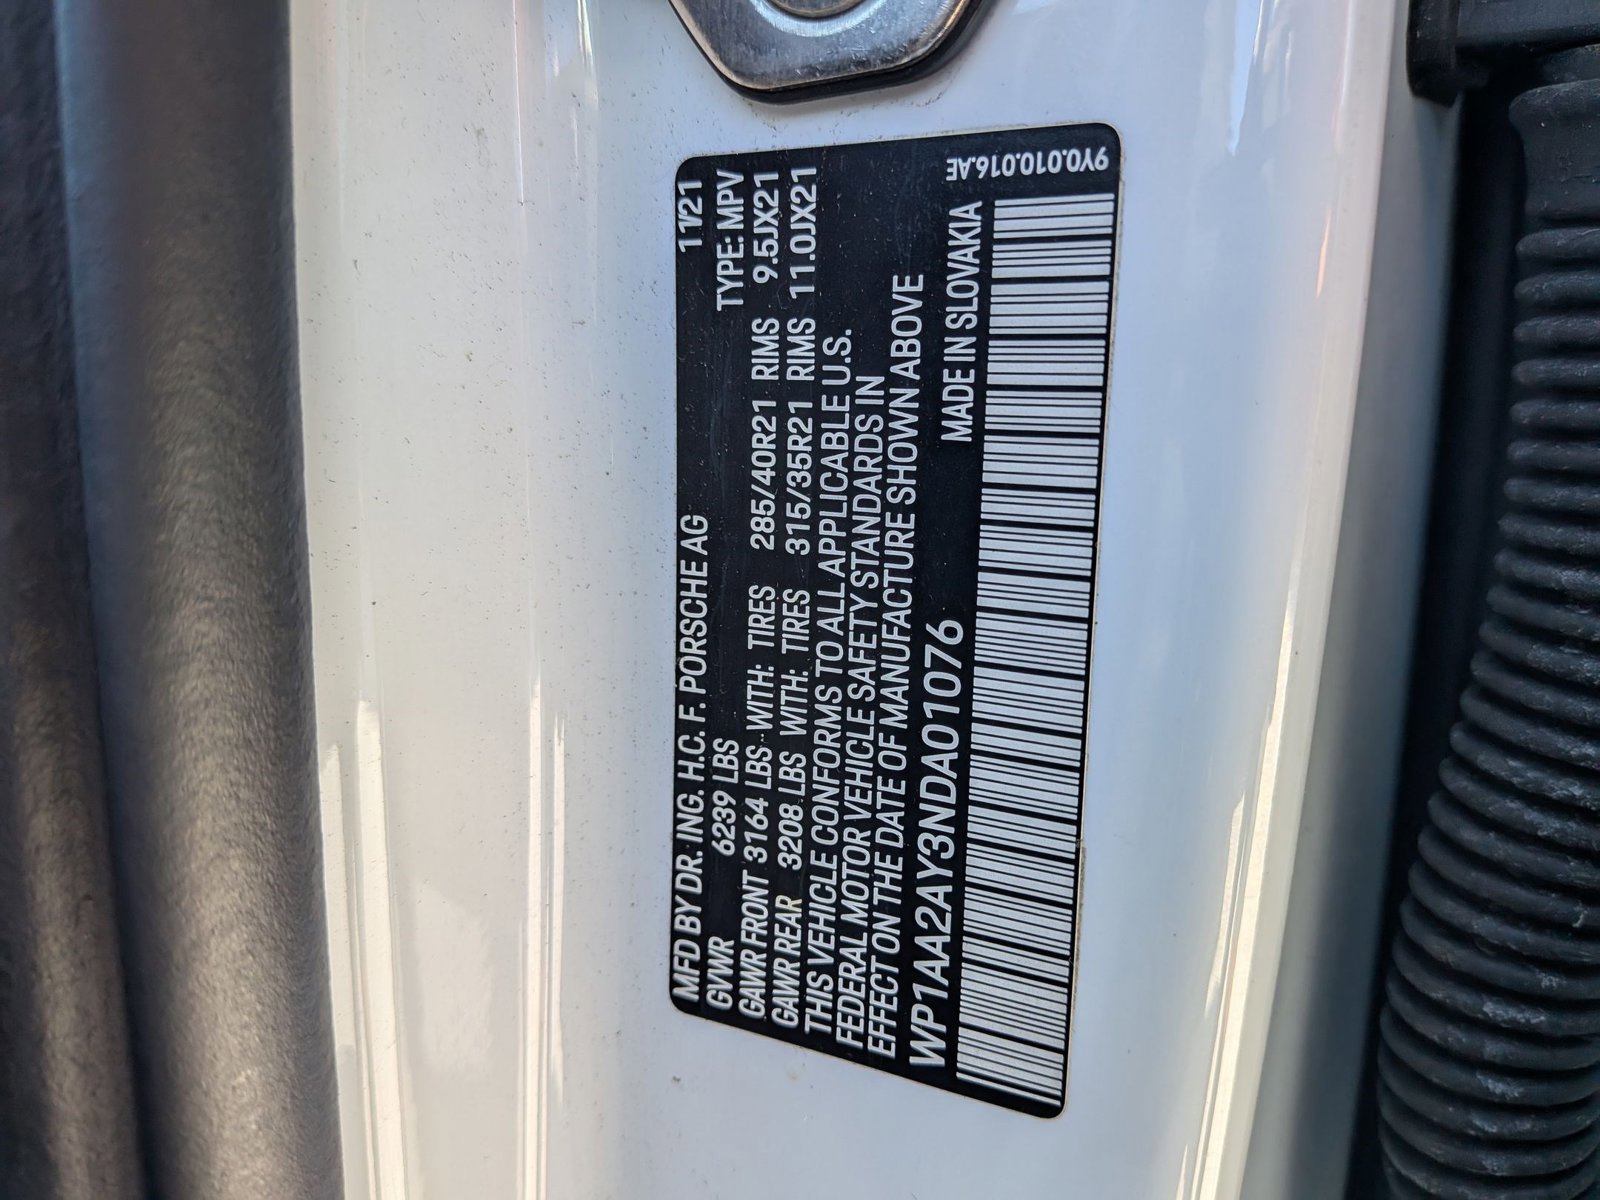 MFD BY DR. ING. H.C. F. PORSCHE AG 11/21
GVWR 6239 LBS TYPE: MPV
GAWR FRONT 3164 LBS WITH: TIRES 285/40R21 RIMS 9.5JX21
GAWR REAR 3208 LBS WITH: TIRES 315/35R21 RIMS 11.0JX21
THIS VEHICLE CONFORMS TO ALL APPLICABLE U.S.
FEDERAL MOTOR VEHICLE SAFETY STANDARDS IN
EFFECT ON THE DATE OF MANUFACTURE SHOWN ABOVE
WP1AA2AY3NDA01076 MADE IN SLOVAKIA
9Y0.010.016.AE